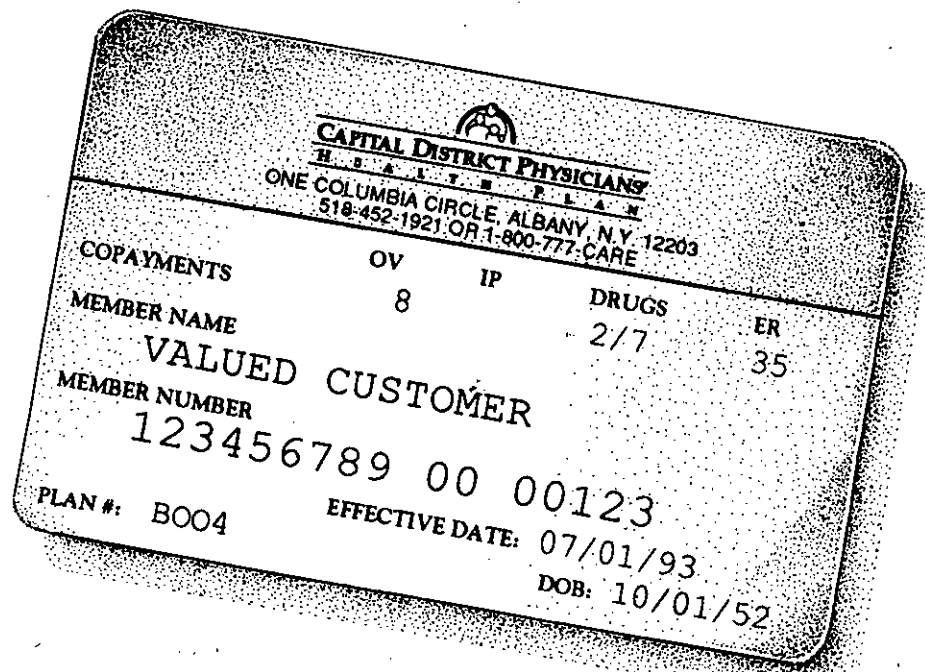 CAPITAL DISTRICT PHYSICIANS'
HEALTH PLAN
ONE COLUMBIA CIRCLE, ALBANY, N.Y. 12203
518-452-1921 OR 1-800-777-CARE
COPAYMENTS OV IP DRUGS ER
8 2/7 35
MEMBER NAME
VALUED CUSTOMER
MEMBER NUMBER
123456789 00 00123
PLAN #: BOO4 EFFECTIVE DATE: 07/01/93
DOB: 10/01/52